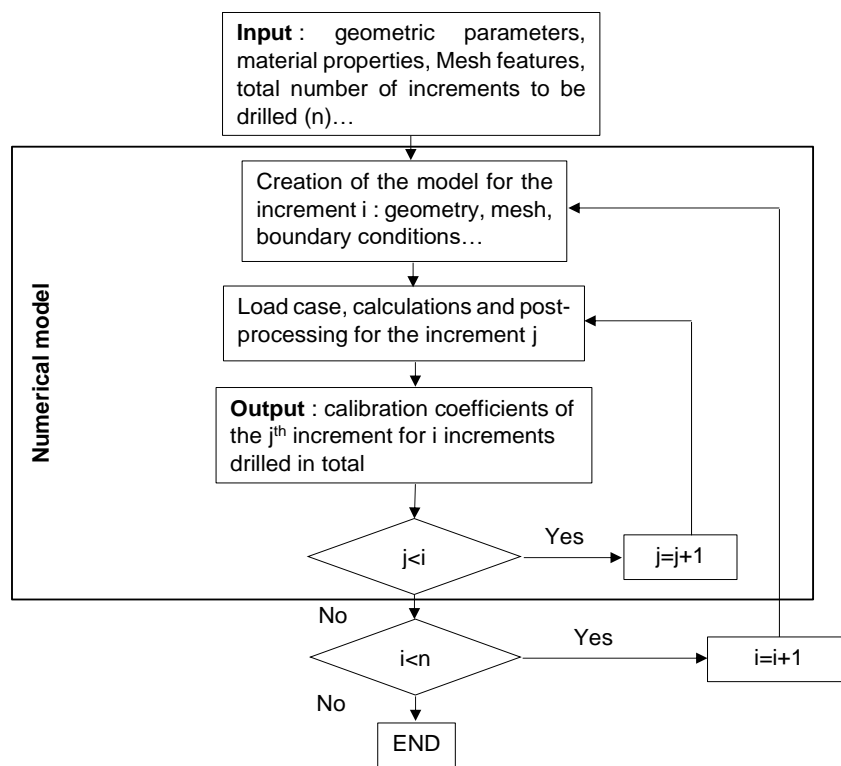 Input : geometric parameters,
material properties, Mesh features,
total number of increments to be
drilled (n)…
Creation of the model for the
increment i : geometry, mesh,
boundary conditions…
Numerical model
Load case, calculations and post-
processing for the increment j
Output : calibration coefficients of
the jth increment for i increments
drilled in total
j<i
Yes
j=j+1
No
i<n
Yes
i=i+1
No
END